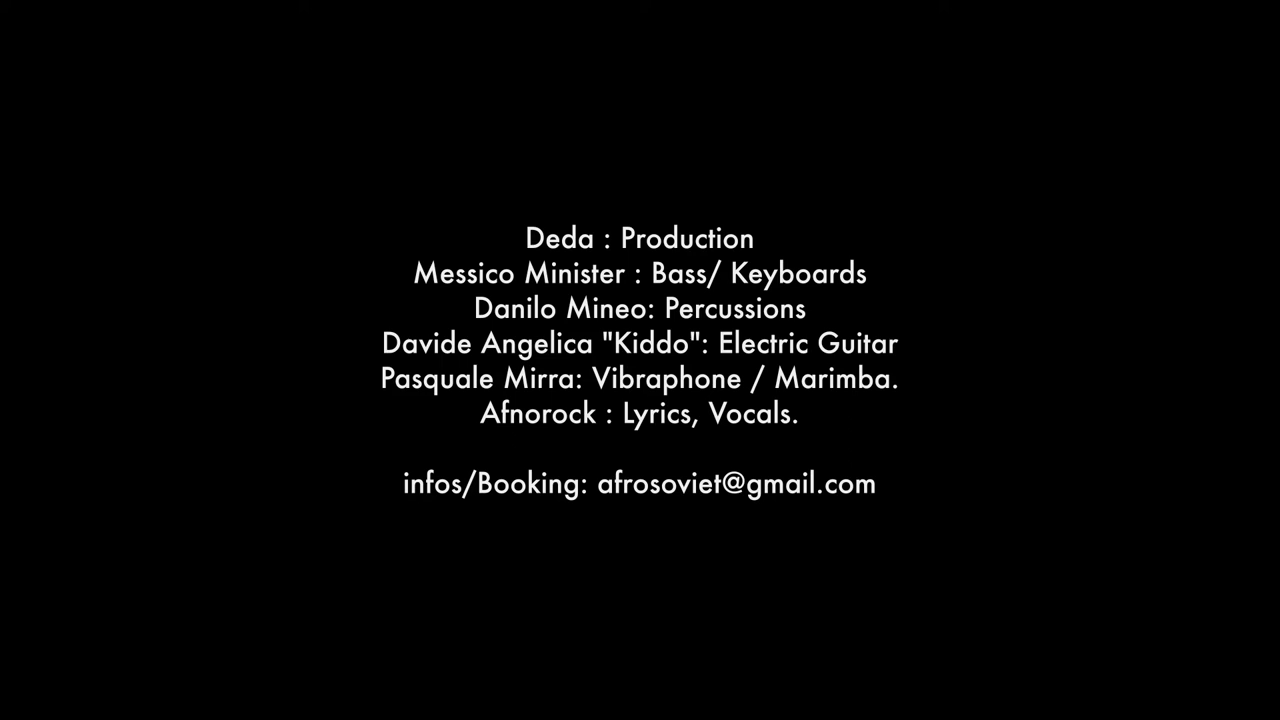 Deda : Production
Messico Minister : Bass/ Keyboards
Danilo Mineo: Percussions
Davide Angelica "Kiddo": Electric Guitar
Pasquale Mirra: Vibraphone / Marimba.
Afnorock : Lyrics, Vocals.
infos/Booking: afrosoviet@gmail.com